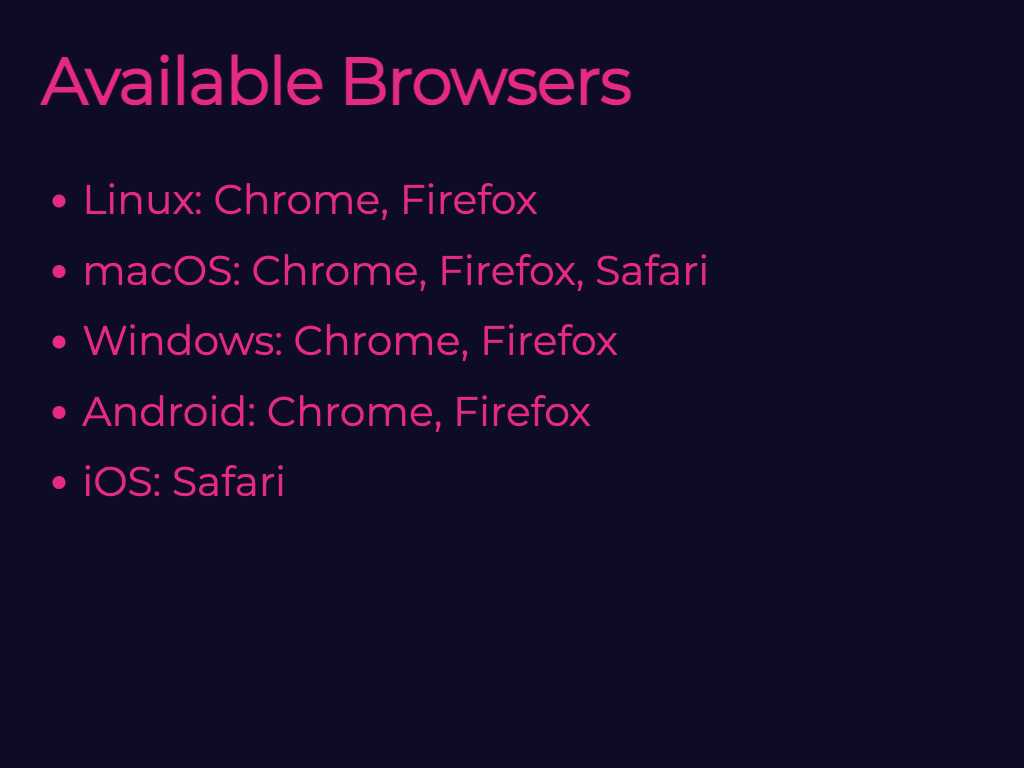 Available Browsers
• Linux: Chrome, Firefox
• macOS: Chrome, Firefox, Safari
• Windows: Chrome, Firefox
• Android: Chrome, Firefox
• iOS: Safari